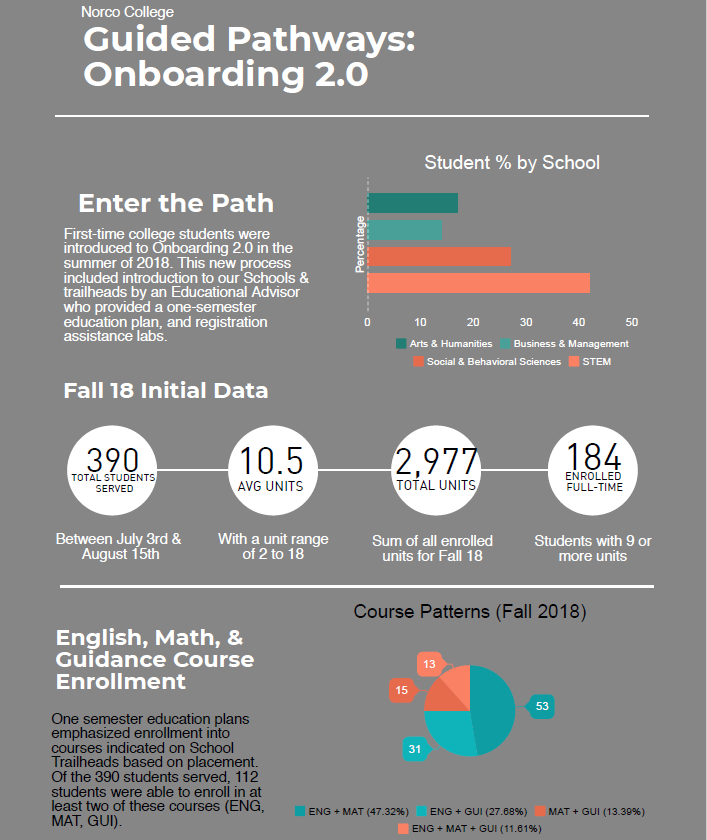 Norco College
Guided Pathways:
Onboarding 2.0
Student % by School
Enter the Path
First-time college students were
introduced to Onboarding 2.0 in the
summer of 2018. This new process
included introduction to our Schools &
trailheads by an Educational Advisor
who provided a one-semester
education plan, and registration
assistance labs.
Percentage
0 10 20 30 40 50
Arts & Humanities Business & Management
Social & Behavioral Sciences STEM
Fall 18 Initial Data
390
TOTAL STUDENTS
SERVED
Between July 3rd &
August 15th
10.5
AVG UNITS
With a unit range
of 2 to 18
2,977
TOTAL UNITS
Sum of all enrolled
units for Fall 18
184
ENROLLED
FULL-TIME
Students with 9 or
more units
English, Math, &
Guidance Course
Enrollment
One semester education plans
emphasized enrollment into
courses indicated on School
Trailheads based on placement.
Of the 390 students served, 112
students were able to enroll in at
least two of these courses (ENG,
MAT, GUI).
Course Patterns (Fall 2018)
13
15
53
31
ENG + MAT (47.32%) ENG + GUI (27.68%) MAT + GUI (13.39%)
ENG + MAT + GUI (11.61%)